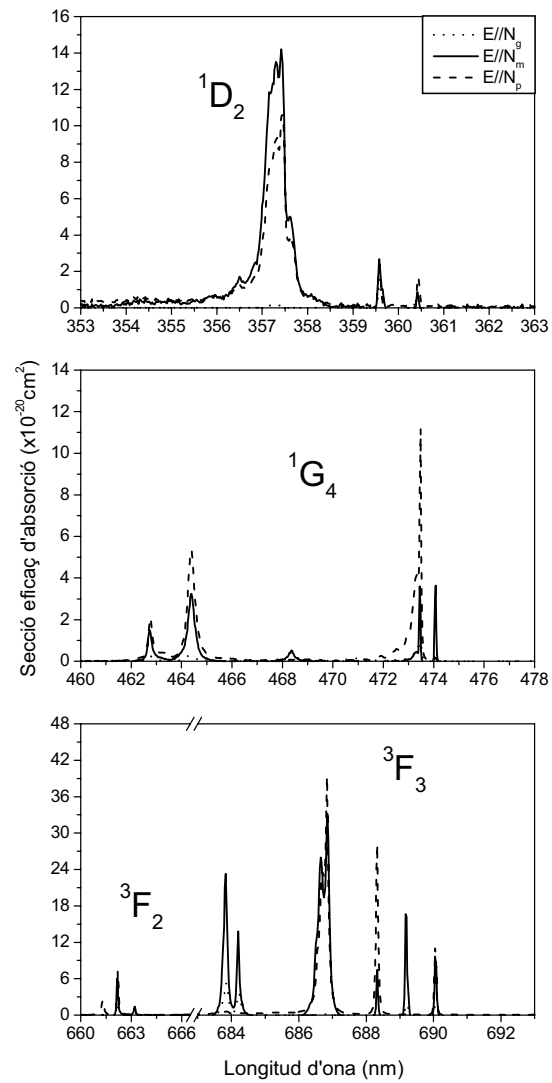 16
14
12
10
8
6
4
2
0
¹D₂
E//N_g
E//N_m
E//N_p
353 354 355 356 357 358 359 360 361 362 363
Secció eficaç d'absorció (x10⁻²⁰cm²)
14
12
10
8
6
4
2
0
¹G₄
460 462 464 466 468 470 472 474 476 478
48
42
36
30
24
18
12
6
0
³F₂
³F₃
660 663 666 684 686 688 690 692
Longitud d'ona (nm)